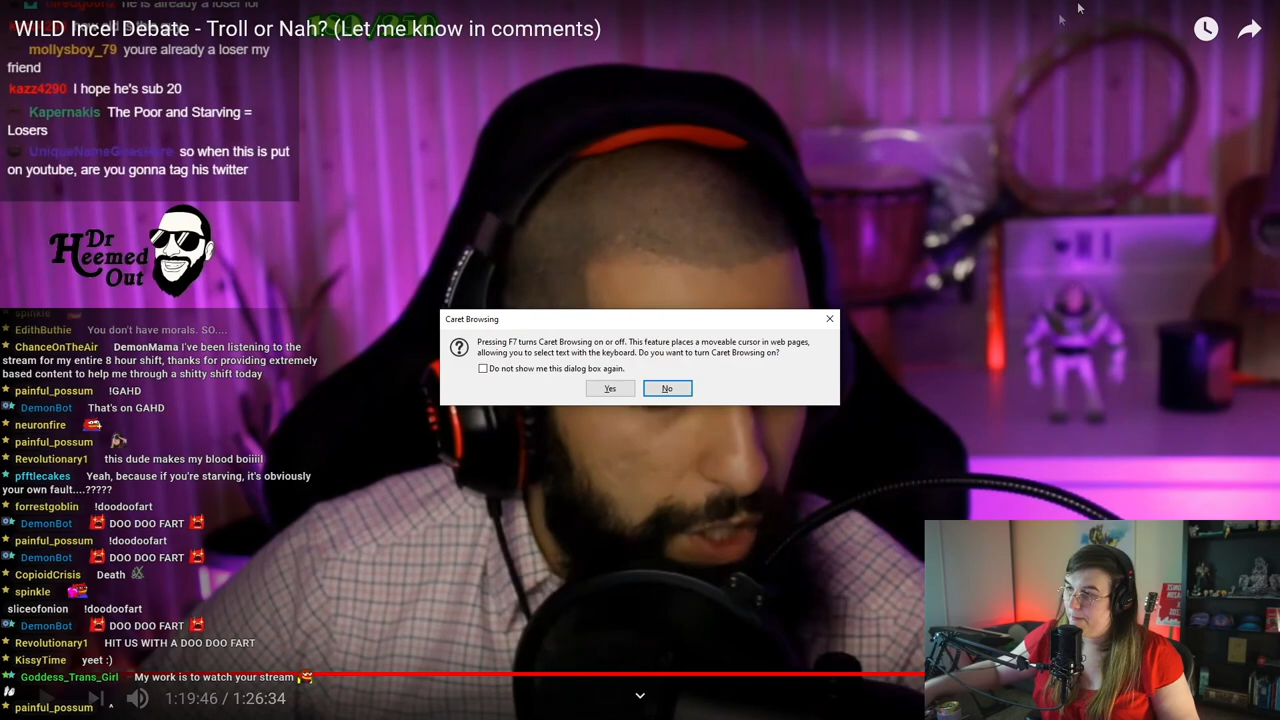 WILD Incel Debate - Troll or Nah? (Let me know in comments)
mollysboy_79 youre already a loser my
friend
kazz4290 I hope he's sub 20
Kapernakis The Poor and Starving =
Losers
so when this is put
on youtube, are you gonna tag his twitter
Dr
Heemed
Out
spinkle
EdithButhie You don't have morals. SO....
ChanceOnTheAir DemonMama I've been listening to the
stream for my entire 8 hour shift, thanks for providing extremely
based content to help me through a shitty shift today
painful_possum !GAHD
DemonBot That's on GAHD
neuronfire
painful_possum
Revolutionary1 this dude makes my blood boiiiil
pfftlecakes Yeah, because if you're starving, it's obviously
your own fault....?????
forrestgoblin !doodoofart
DemonBot DOO DOO FART
painful_possum !doodoofart
DemonBot DOO DOO FART
CopioidCrisis Death
spinkle
sliceofonion !doodoofart
DemonBot DOO DOO FART
Revolutionary1 HIT US WITH A DOO DOO FART
KissyTime yeet :)
Goddess_Trans_Girl My work is to watch your stream
painful_possum
1:19:46 / 1:26:34
Caret Browsing
Pressing F7 turns Caret Browsing on or off. This feature places a moveable cursor in web pages,
allowing you to select text with the keyboard. Do you want to turn Caret Browsing on?
Do not show me this dialog box again.
Yes No